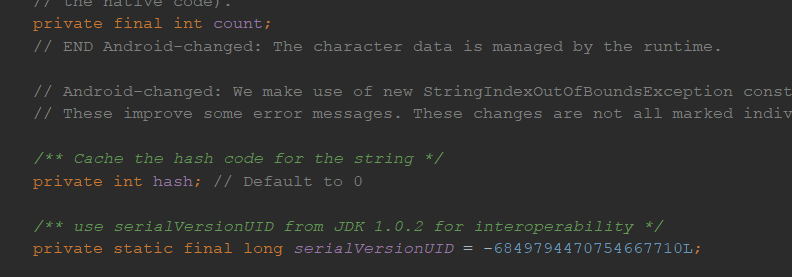 // the native code).
private final int count;
// END Android-changed: The character data is managed by the runtime.
// Android-changed: We make use of new StringIndexOutOfBoundsException const
// These improve some error messages. These changes are not all marked indiv
/** Cache the hash code for the string */
private int hash; // Default to 0
/** use serialVersionUID from JDK 1.0.2 for interoperability */
private static final long serialVersionUID = -6849794470754667710L;